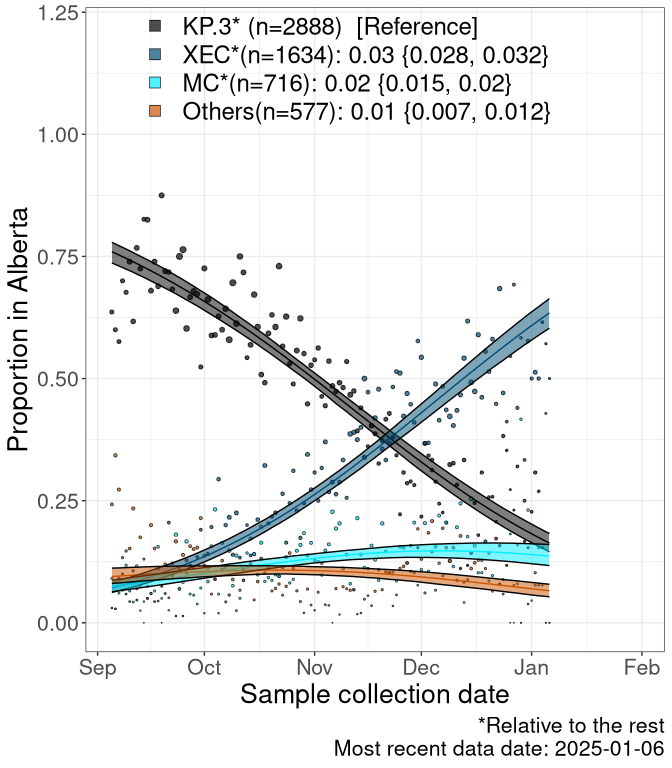 1.25
KP.3* (n=2888)  [Reference]
XEC*(n=1634): 0.03 {0.028, 0.032}
MC*(n=716): 0.02 {0.015, 0.02}
Others(n=577): 0.01 {0.007, 0.012}
1.00
0.75
Proportion in Alberta
0.50
0.25
0.00
Sep Oct Nov Dec Jan Feb
Sample collection date
*Relative to the rest
Most recent data date: 2025-01-06